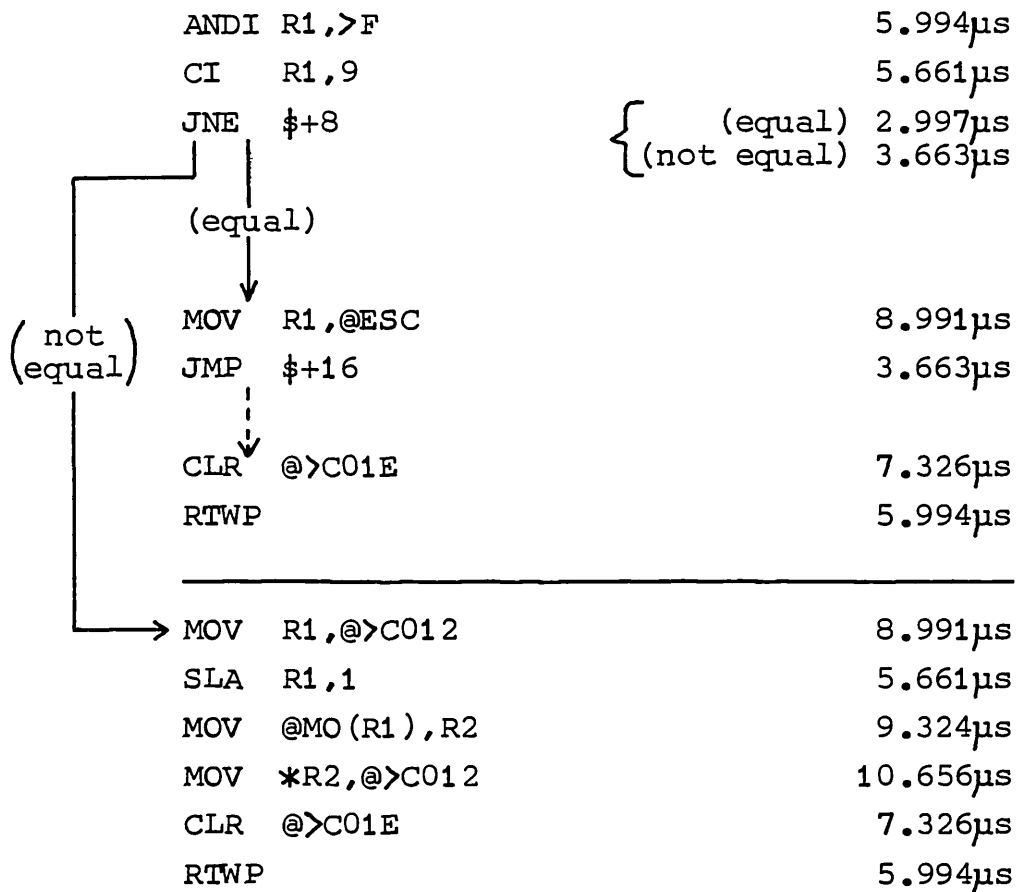 ANDI R1,>F 5.994µs
CI R1,9 5.661µs
JNE $+8 (equal) 2.997µs
(not equal) 3.663µs
(equal)
(not equal)
MOV R1,@ESC 8.991µs
JMP $+16 3.663µs
CLR @>C01E 7.326µs
RTWP 5.994µs
MOV R1,@>C012 8.991µs
SLA R1,1 5.661µs
MOV @MO(R1),R2 9.324µs
MOV *R2,@>C012 10.656µs
CLR @>C01E 7.326µs
RTWP 5.994µs